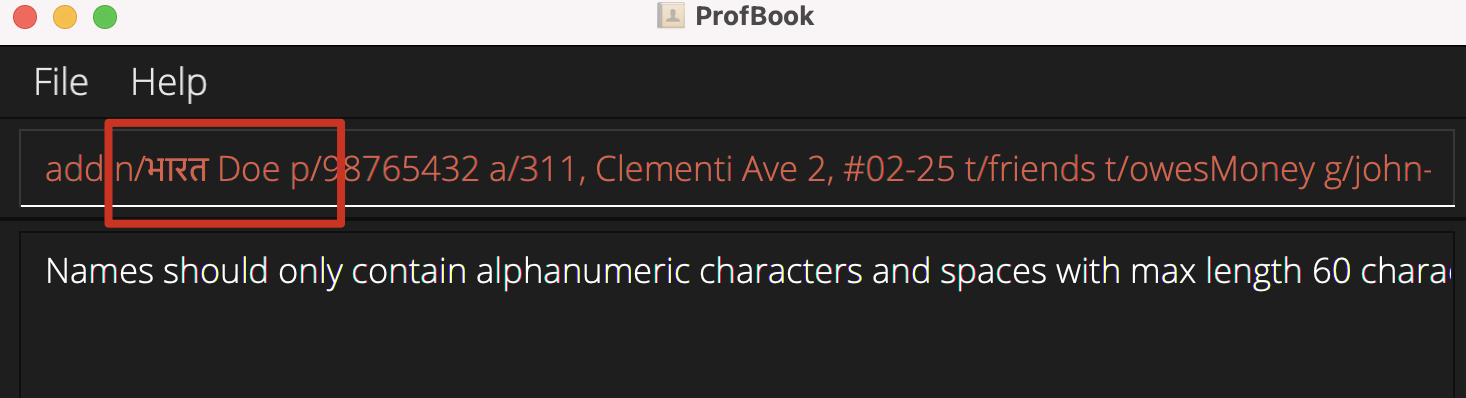 ProfBook
File Help
add n/भारत Doe p/98765432 a/311, Clementi Ave 2, #02-25 t/friends t/owesMoney g/john-
Names should only contain alphanumeric characters and spaces with max length 60 charac